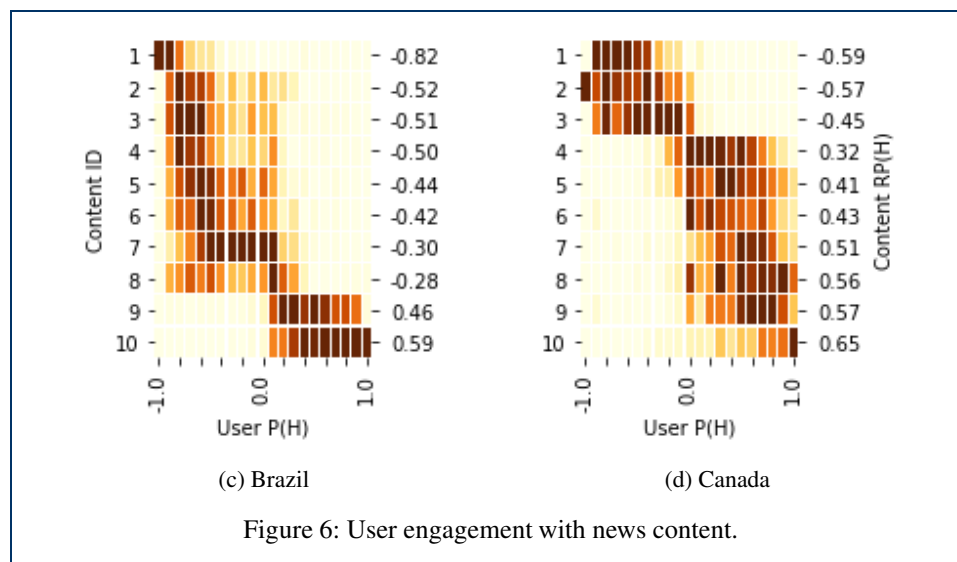 1 -0.82
2 -0.52
3 -0.51
4 -0.50
5 -0.44
6 -0.42
7 -0.30
8 -0.28
9 0.46
10 0.59
Content ID
-1.0 0.0 1.0
User P(H)
(c) Brazil
1 -0.59
2 -0.57
3 -0.45
4 0.32
5 0.41
6 0.43
7 0.51
8 0.56
9 0.57
10 0.65
Content RP(H)
-1.0 0.0 1.0
User P(H)
(d) Canada
Figure 6: User engagement with news content.